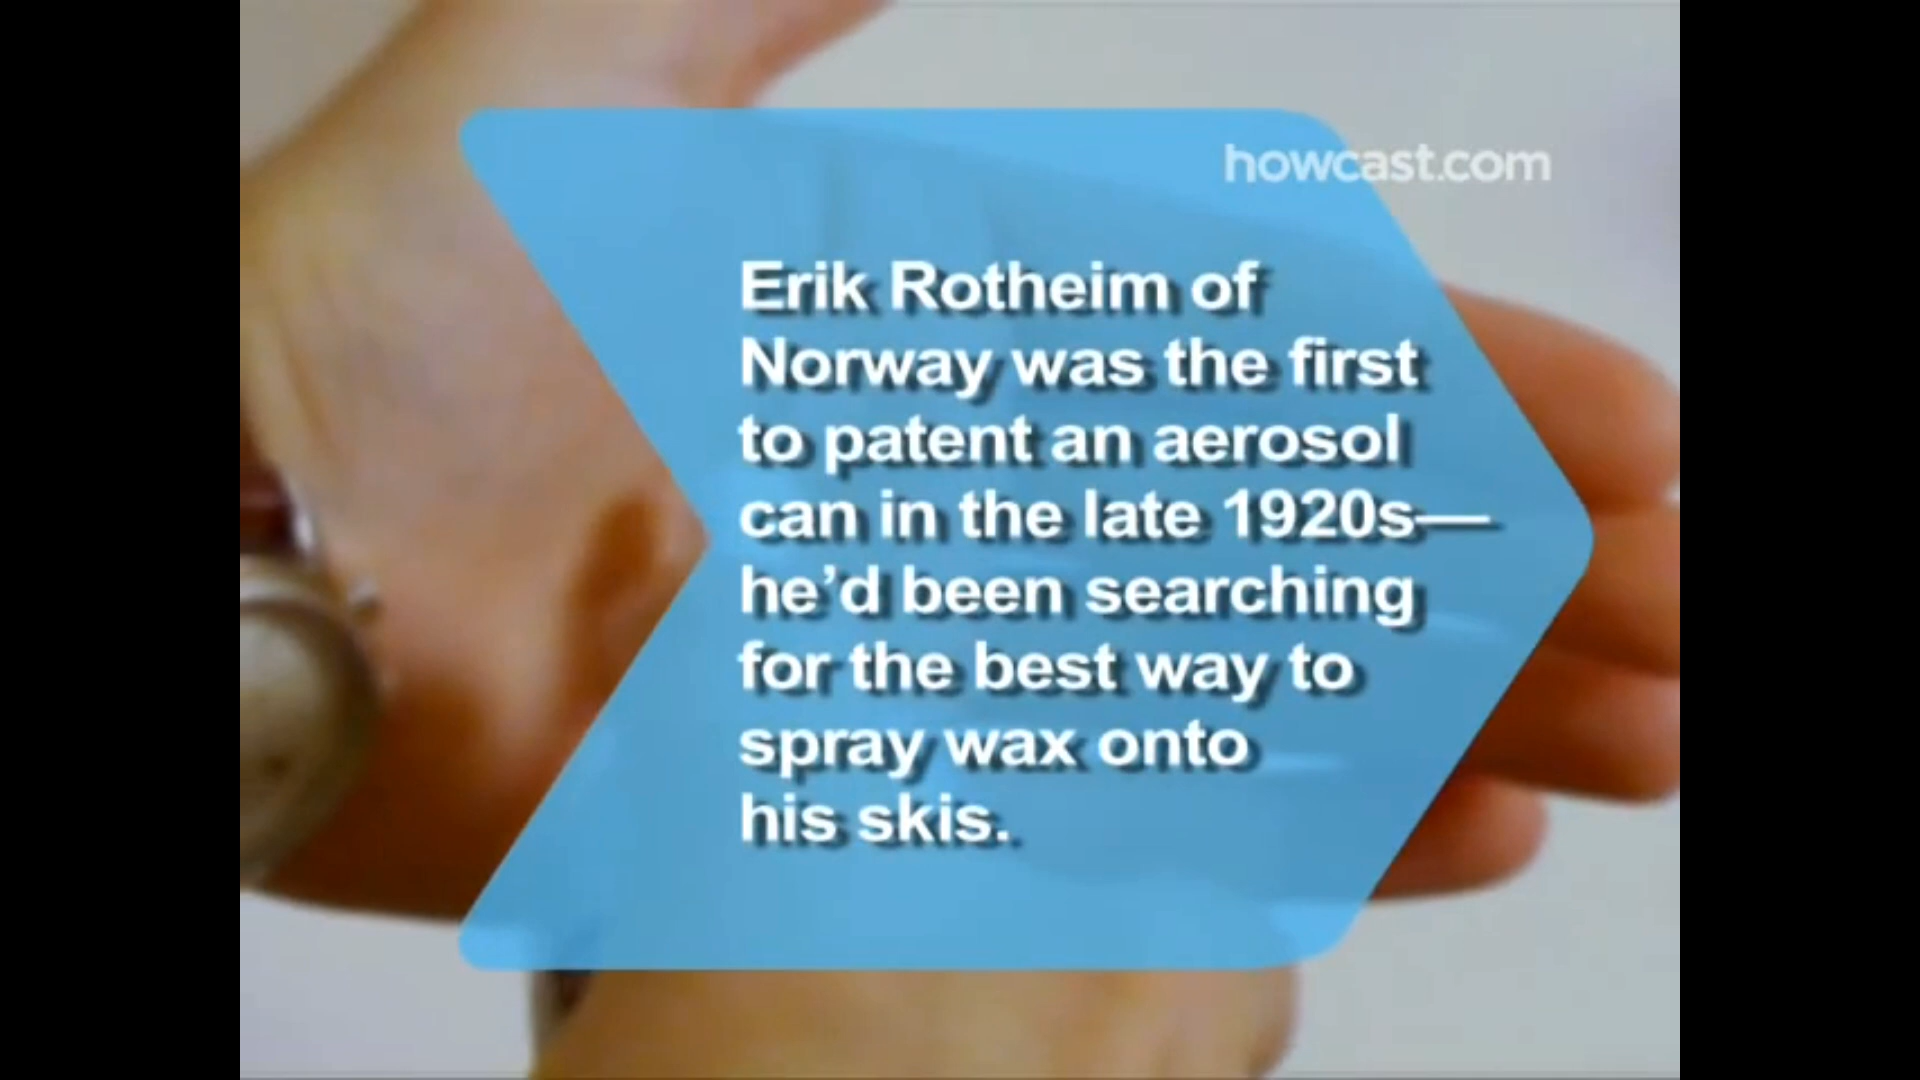 howcast.com
Erik Rotheim of
Norway was the first
to patent an aerosol
can in the late 1920s—
he’d been searching
for the best way to
spray wax onto
his skis.